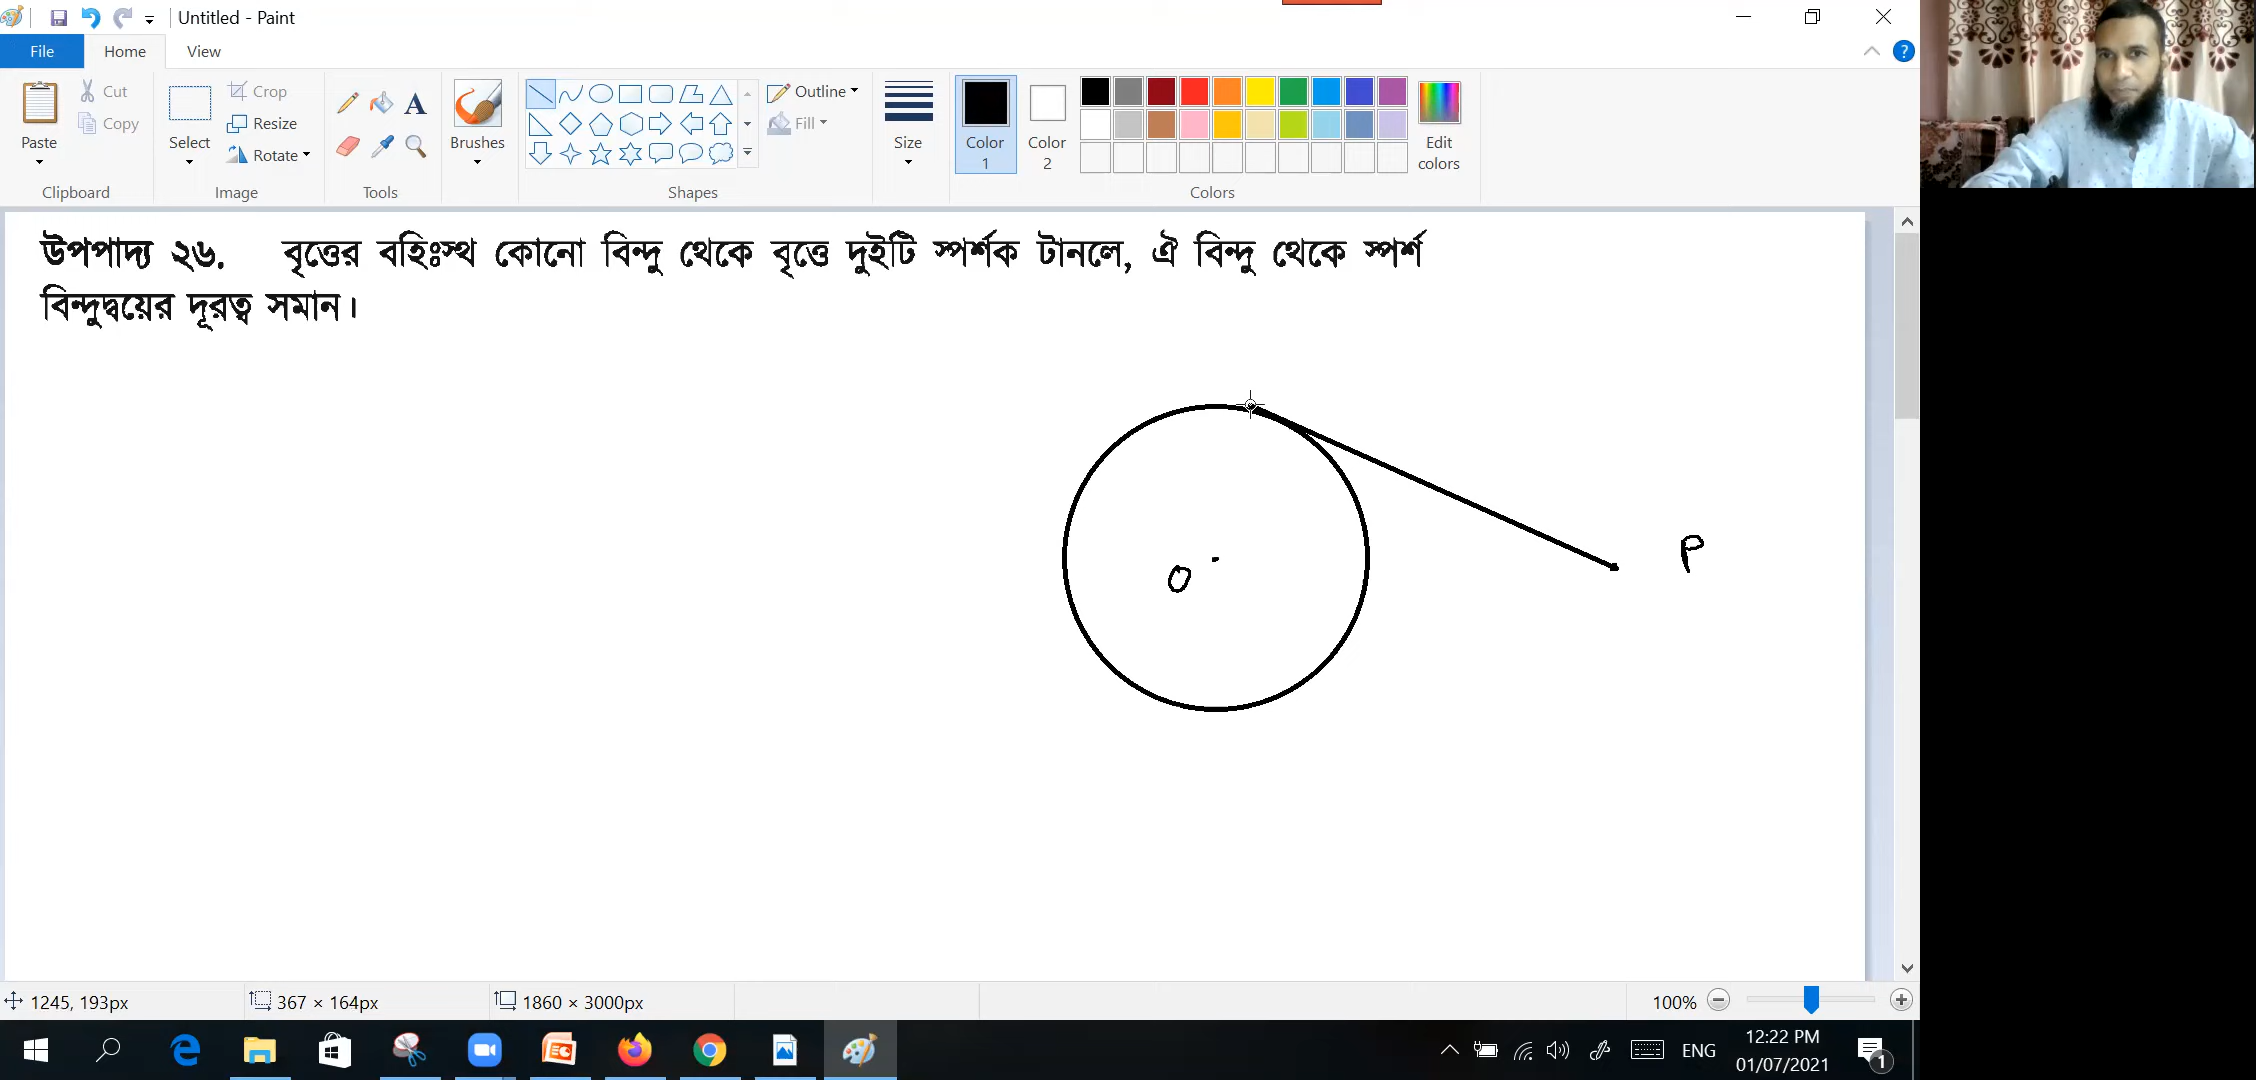 Untitled - Paint
File Home View
Paste Cut Copy Clipboard
Select Crop Resize Rotate Image
Tools
Brushes
Shapes
Outline Fill
Size
Color 1 Color 2 Edit colors Colors
উপপাদ্য ২৬. বৃত্তের বহিঃস্থ কোনো বিন্দু থেকে বৃত্তে দুইটি স্পর্শক টানলে, ঐ বিন্দু থেকে স্পর্শ
বিন্দুদ্বয়ের দূরত্ব সমান।
P
O
1245, 193px 367 × 164px 1860 × 3000px 100%
ENG 12:22 PM
01/07/2021 1